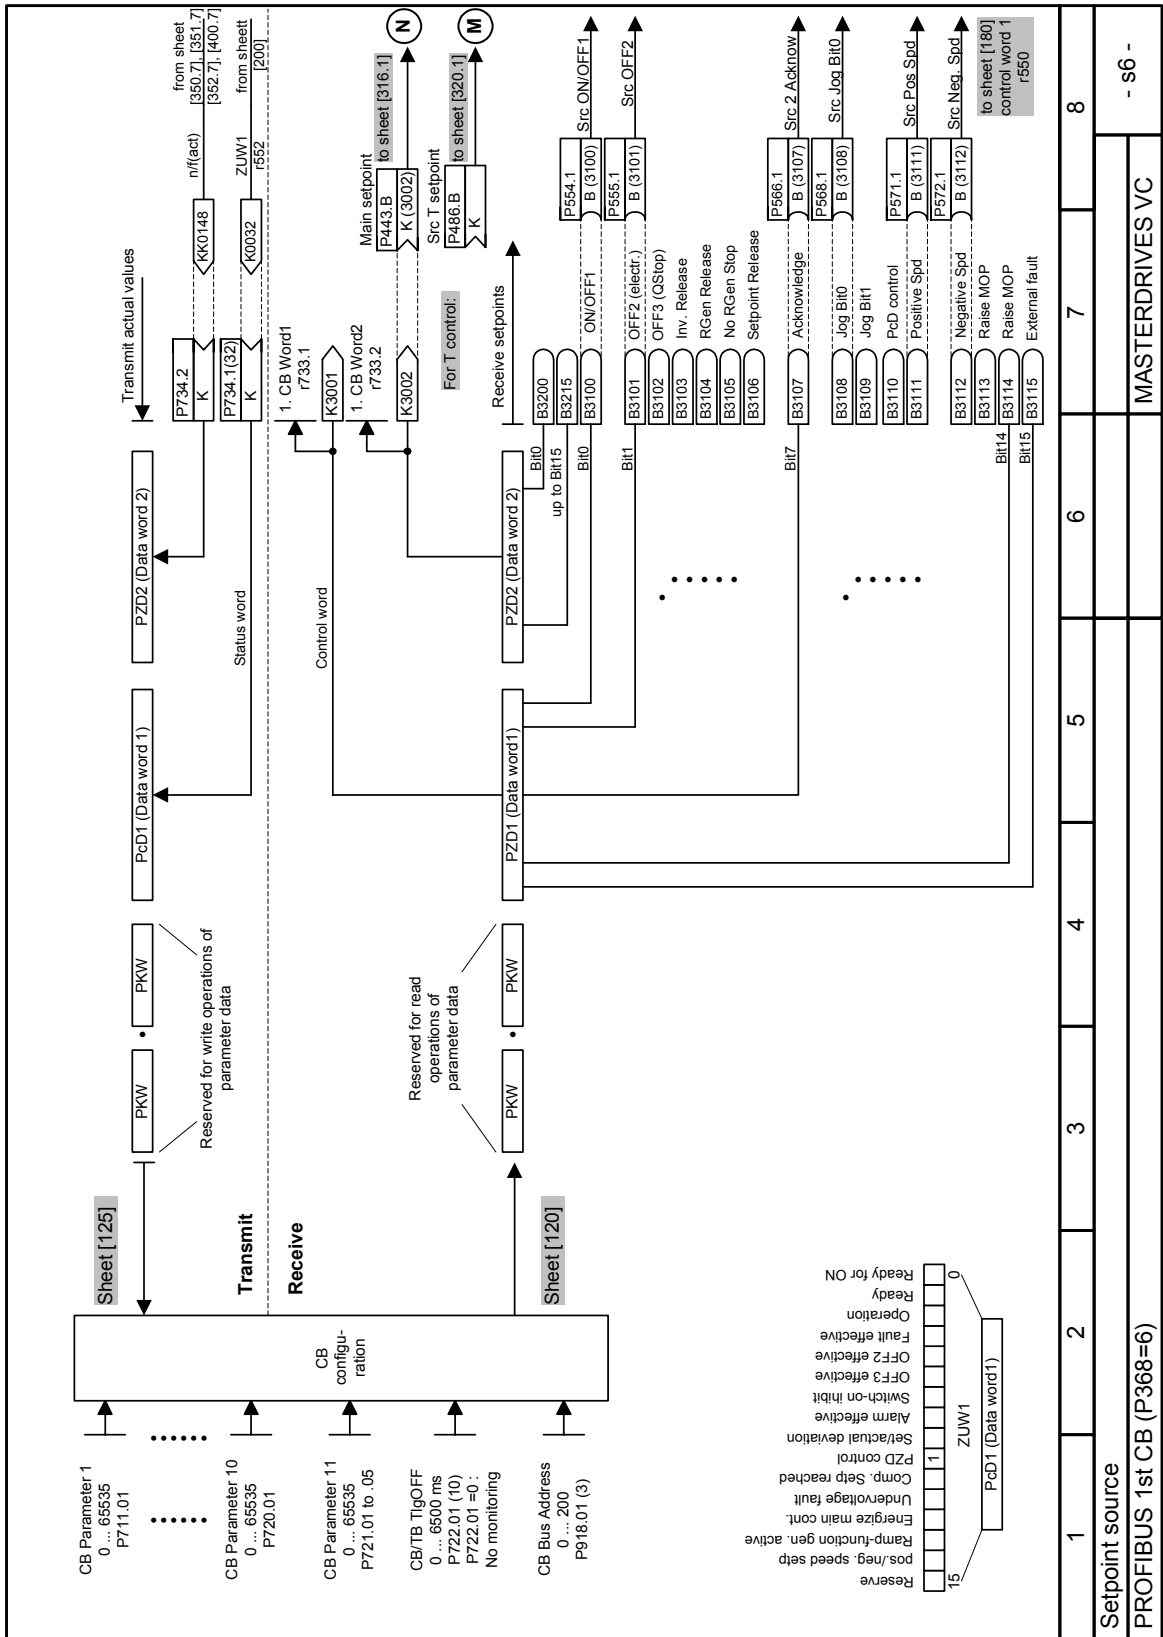 CB Parameter 1
0 ... 65535
P711.01
CB Parameter 10
0 ... 65535
P720.01
CB Parameter 11
0 ... 65535
P721.01 to .05
CB/TB TlgOFF
0 ... 6500 ms
P722.01 (10)
P722.01 =0 :
No monitoring
CB Bus Address
0 ... 200
P918.01 (3)
CB
configu-
ration
Sheet [125]
Transmit
Receive
Sheet [120]
PKW
PKW
Reserved for write operations of
parameter data
PcD1 (Data word 1)
PZD2 (Data word 2)
Status word
Transmit actual values
P734.2
K
KK0148
n/f(act)
from sheet
[350.7], [351.7]
[352.7], [400.7]
P734.1(32)
K
K0032
ZUW1
r552
from sheett
[200]
Control word
1. CB Word1
r733.1
K3001
1. CB Word2
r733.2
K3002
Main setpoint
P443.B
K (3002)
to sheet [316.1]
N
For T control:
Src T setpoint
P486.B
K
to sheet [320.1]
M
PKW
PKW
Reserved for read
operations of
parameter data
PZD1 (Data word1)
PZD2 (Data word 2)
Receive setpoints
Bit0
B3200
up to Bit15
B3215
Bit0
B3100
ON/OFF1
P554.1
B (3100)
Src ON/OFF1
Bit1
B3101
OFF2 (electr.)
P555.1
B (3101)
Src OFF2
B3102
OFF3 (QStop)
B3103
Inv. Release
B3104
RGen Release
B3105
No RGen Stop
B3106
Setpoint Release
Bit7
B3107
Acknowledge
P566.1
B (3107)
Src 2 Acknow
B3108
Jog Bit0
P568.1
B (3108)
Src Jog Bit0
B3109
Jog Bit1
B3110
PcD control
B3111
Positive Spd
P571.1
B (3111)
Src Pos Spd
B3112
Negative Spd
P572.1
B (3112)
Src Neg. Spd
B3113
Raise MOP
Bit14
B3114
Raise MOP
Bit15
B3115
External fault
to sheet [180]
control word 1
r550
Reserve
pos./neg. speed setp
Ramp-function gen. active
Energize main cont.
Undervoltage fault
Comp. Setp reached
PZD control
Set/actual deviation
Alarm effective
Switch-on ihibit
OFF3 effective
OFF2 effective
Fault effective
Operation
Ready
Ready for ON
1
15
ZUW1
0
PcD1 (Data word1)
1
2
3
4
5
6
7
8
Setpoint source
PROFIBUS 1st CB (P368=6)
MASTERDRIVES VC
- s6 -